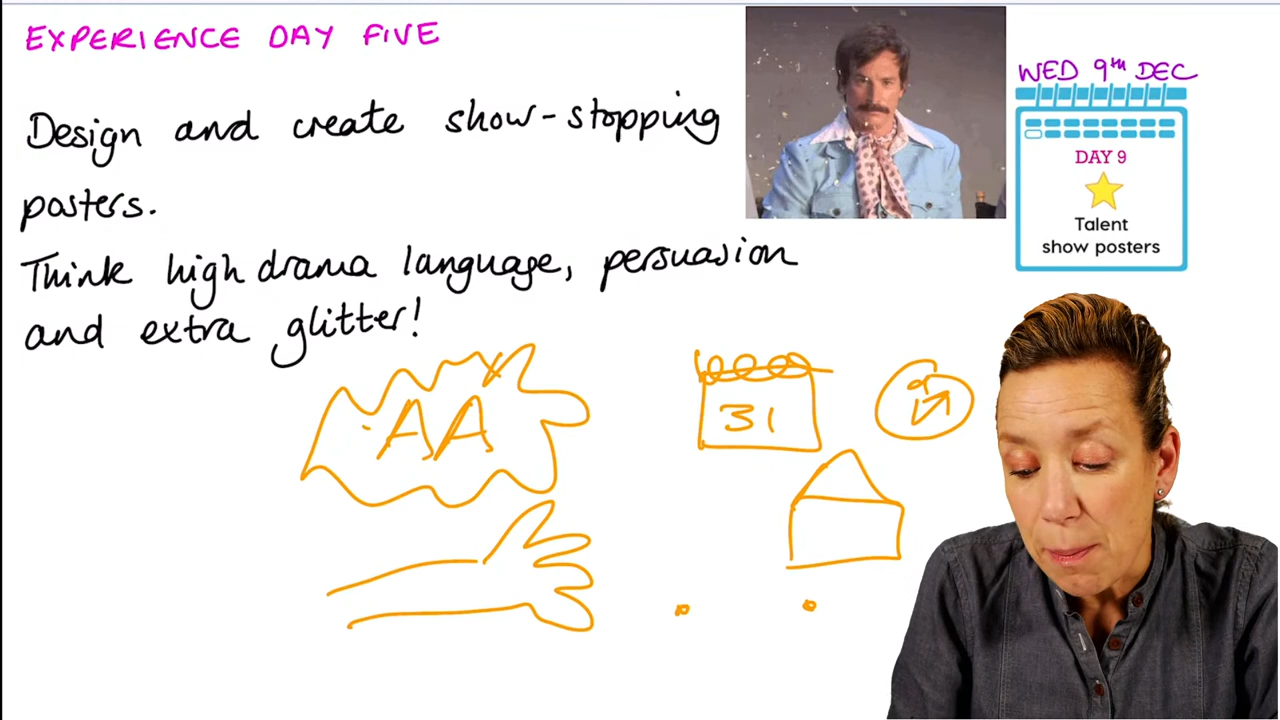 EXPERIENCE DAY FIVE
WED 9th DEC
Design and create show-stopping
posters.
DAY 9
Talent
show posters
Think high drama language, persuasion
and extra glitter!
AA
31